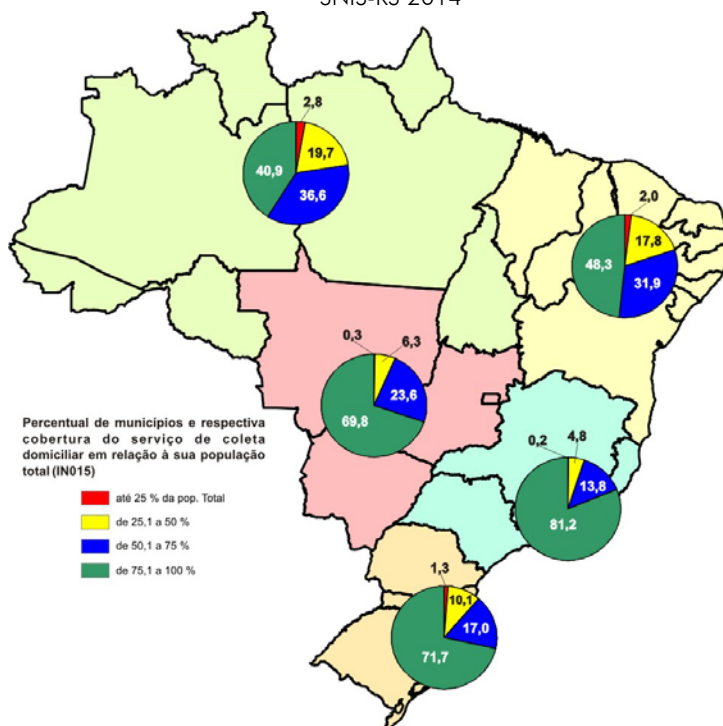 SNIS-RS 2014
2,8
19,7
40,9
36,6
2,0
17,8
48,3
31,9
0,3
6,3
23,6
69,8
Percentual de municípios e respectiva
cobertura do serviço de coleta
domiciliar em relação à sua população
total (IN015)
até 25 % da pop. Total
de 25,1 a 50 %
de 50,1 a 75 %
de 75,1 a 100 %
0,2
4,8
13,8
81,2
1,3
10,1
17,0
71,7